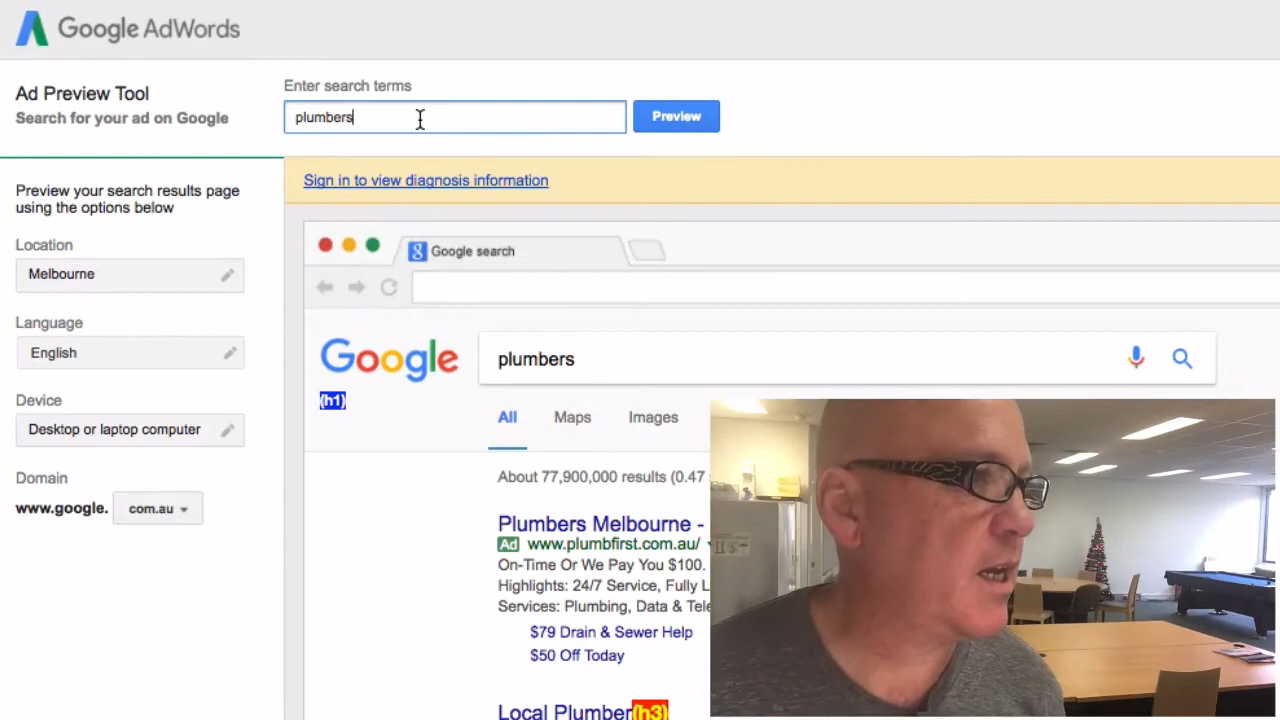 Google AdWords
Ad Preview Tool
Search for your ad on Google
Enter search terms
plumbers
Preview
Sign in to view diagnosis information
Preview your search results page
using the options below
Location
Melbourne
Language
English
Device
Desktop or laptop computer
Domain
www.google. com.au
Google search
Google
plumbers
(h1)
All Maps Images
About 77,900,000 results (0.47
Plumbers Melbourne -
Ad www.plumbfirst.com.au/
On-Time Or We Pay You $100.
Highlights: 24/7 Service, Fully L
Services: Plumbing, Data & Tele
$79 Drain & Sewer Help
$50 Off Today
Local Plumber(h3)